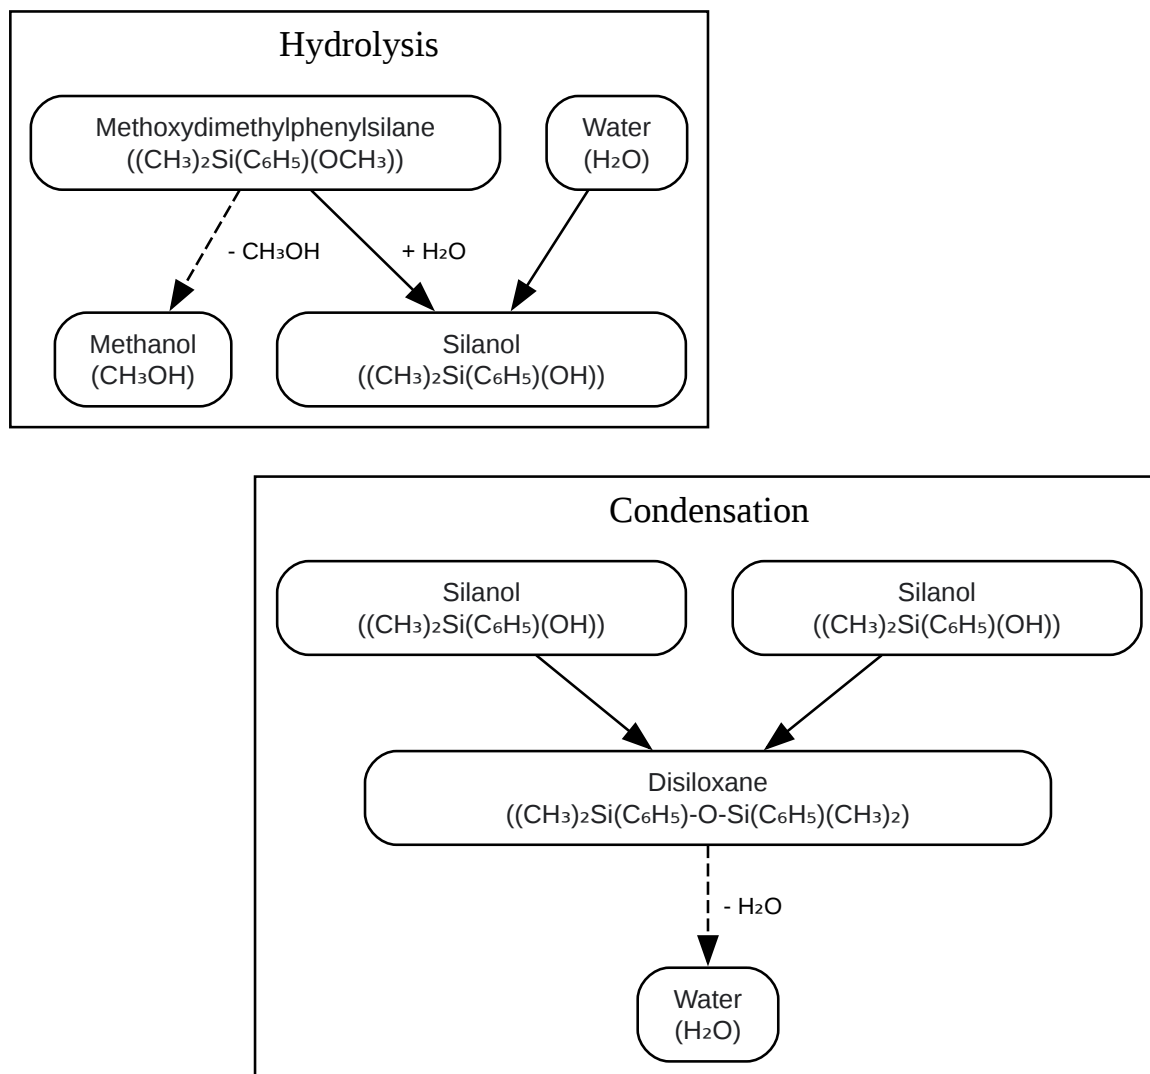 Hydrolysis
Methoxydimethylphenylsilane
((CH₃)₂Si(C₆H₅)(OCH₃))
Water
(H₂O)
- CH₃OH
+ H₂O
Methanol
(CH₃OH)
Silanol
((CH₃)₂Si(C₆H₅)(OH))
Condensation
Silanol
((CH₃)₂Si(C₆H₅)(OH))
Silanol
((CH₃)₂Si(C₆H₅)(OH))
Disiloxane
((CH₃)₂Si(C₆H₅)-O-Si(C₆H₅)(CH₃)₂)
- H₂O
Water
(H₂O)